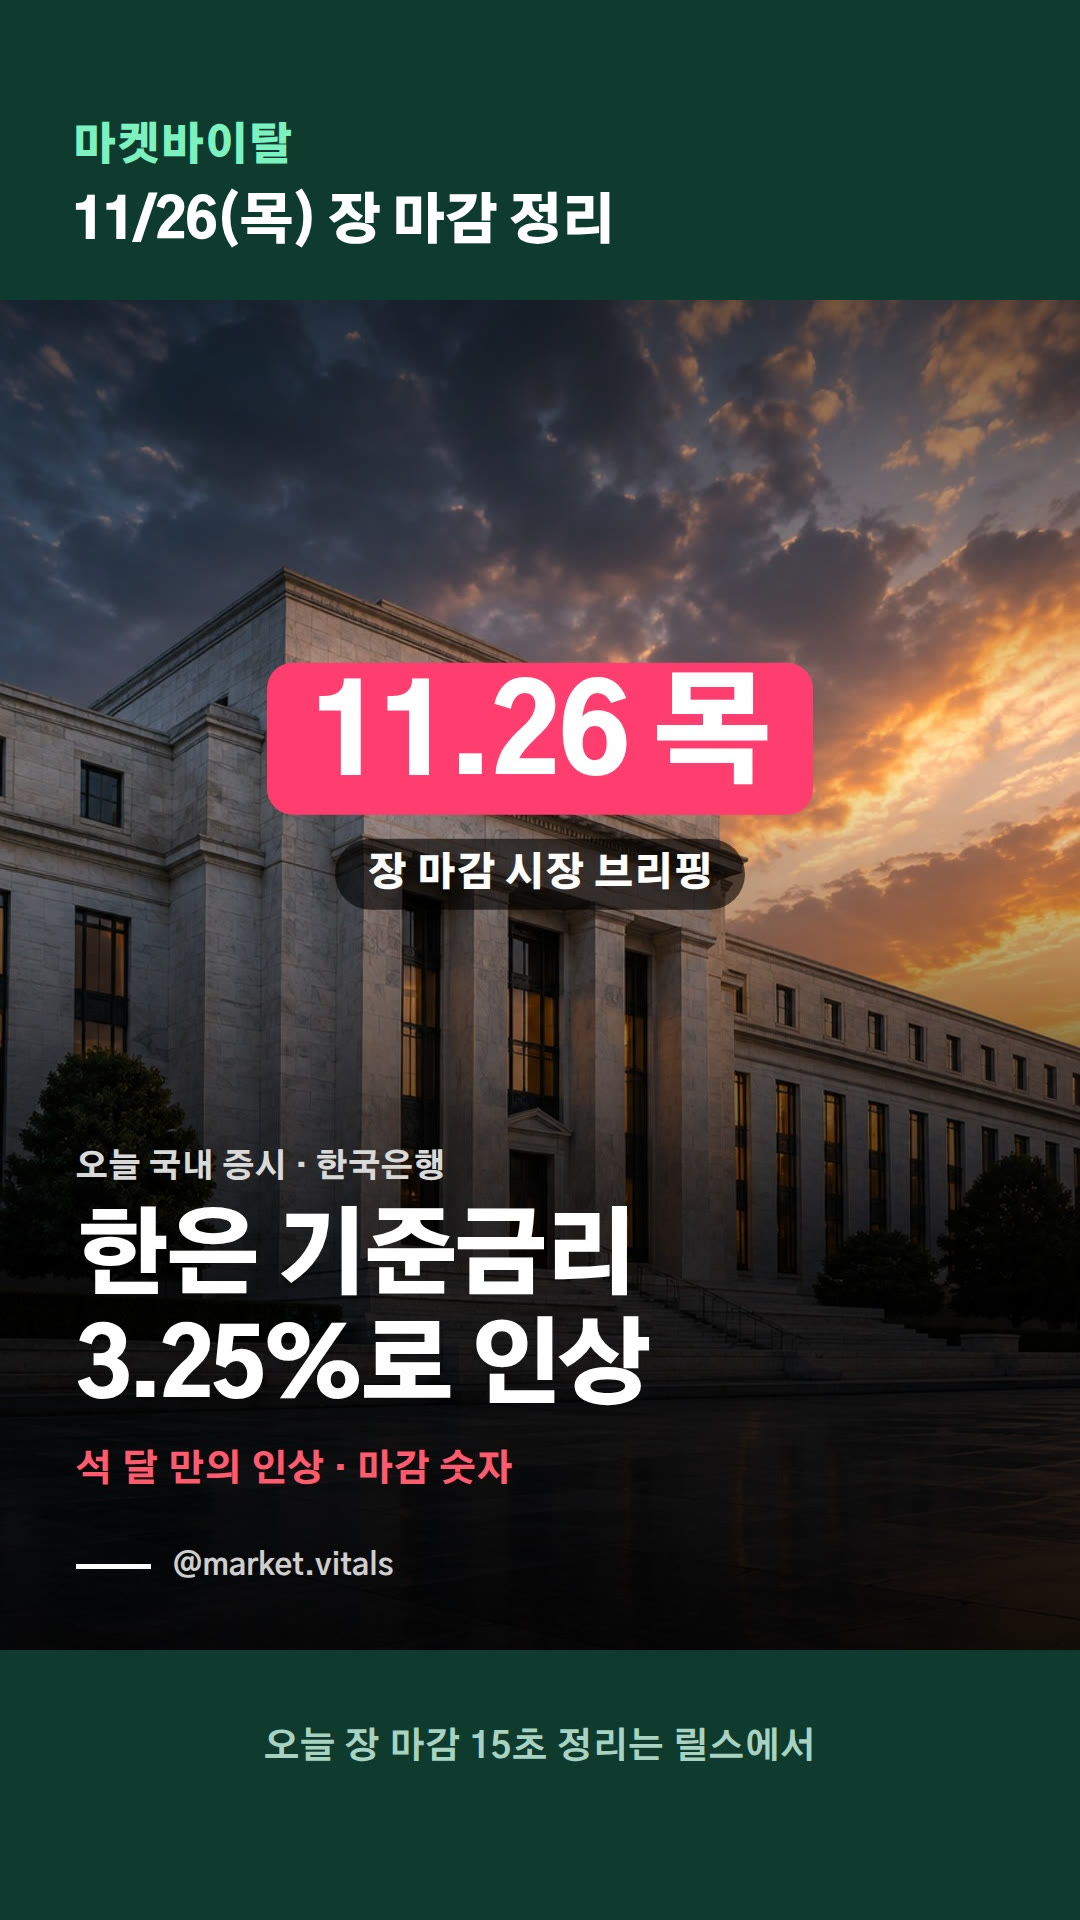 마켓바이탈
11/26(목) 장 마감 정리
11.26 목
장 마감 시장 브리핑
오늘 국내 증시 · 한국은행
한은 기준금리
3.25%로 인상
석 달 만의 인상 · 마감 숫자
@market.vitals
오늘 장 마감 15초 정리는 릴스에서